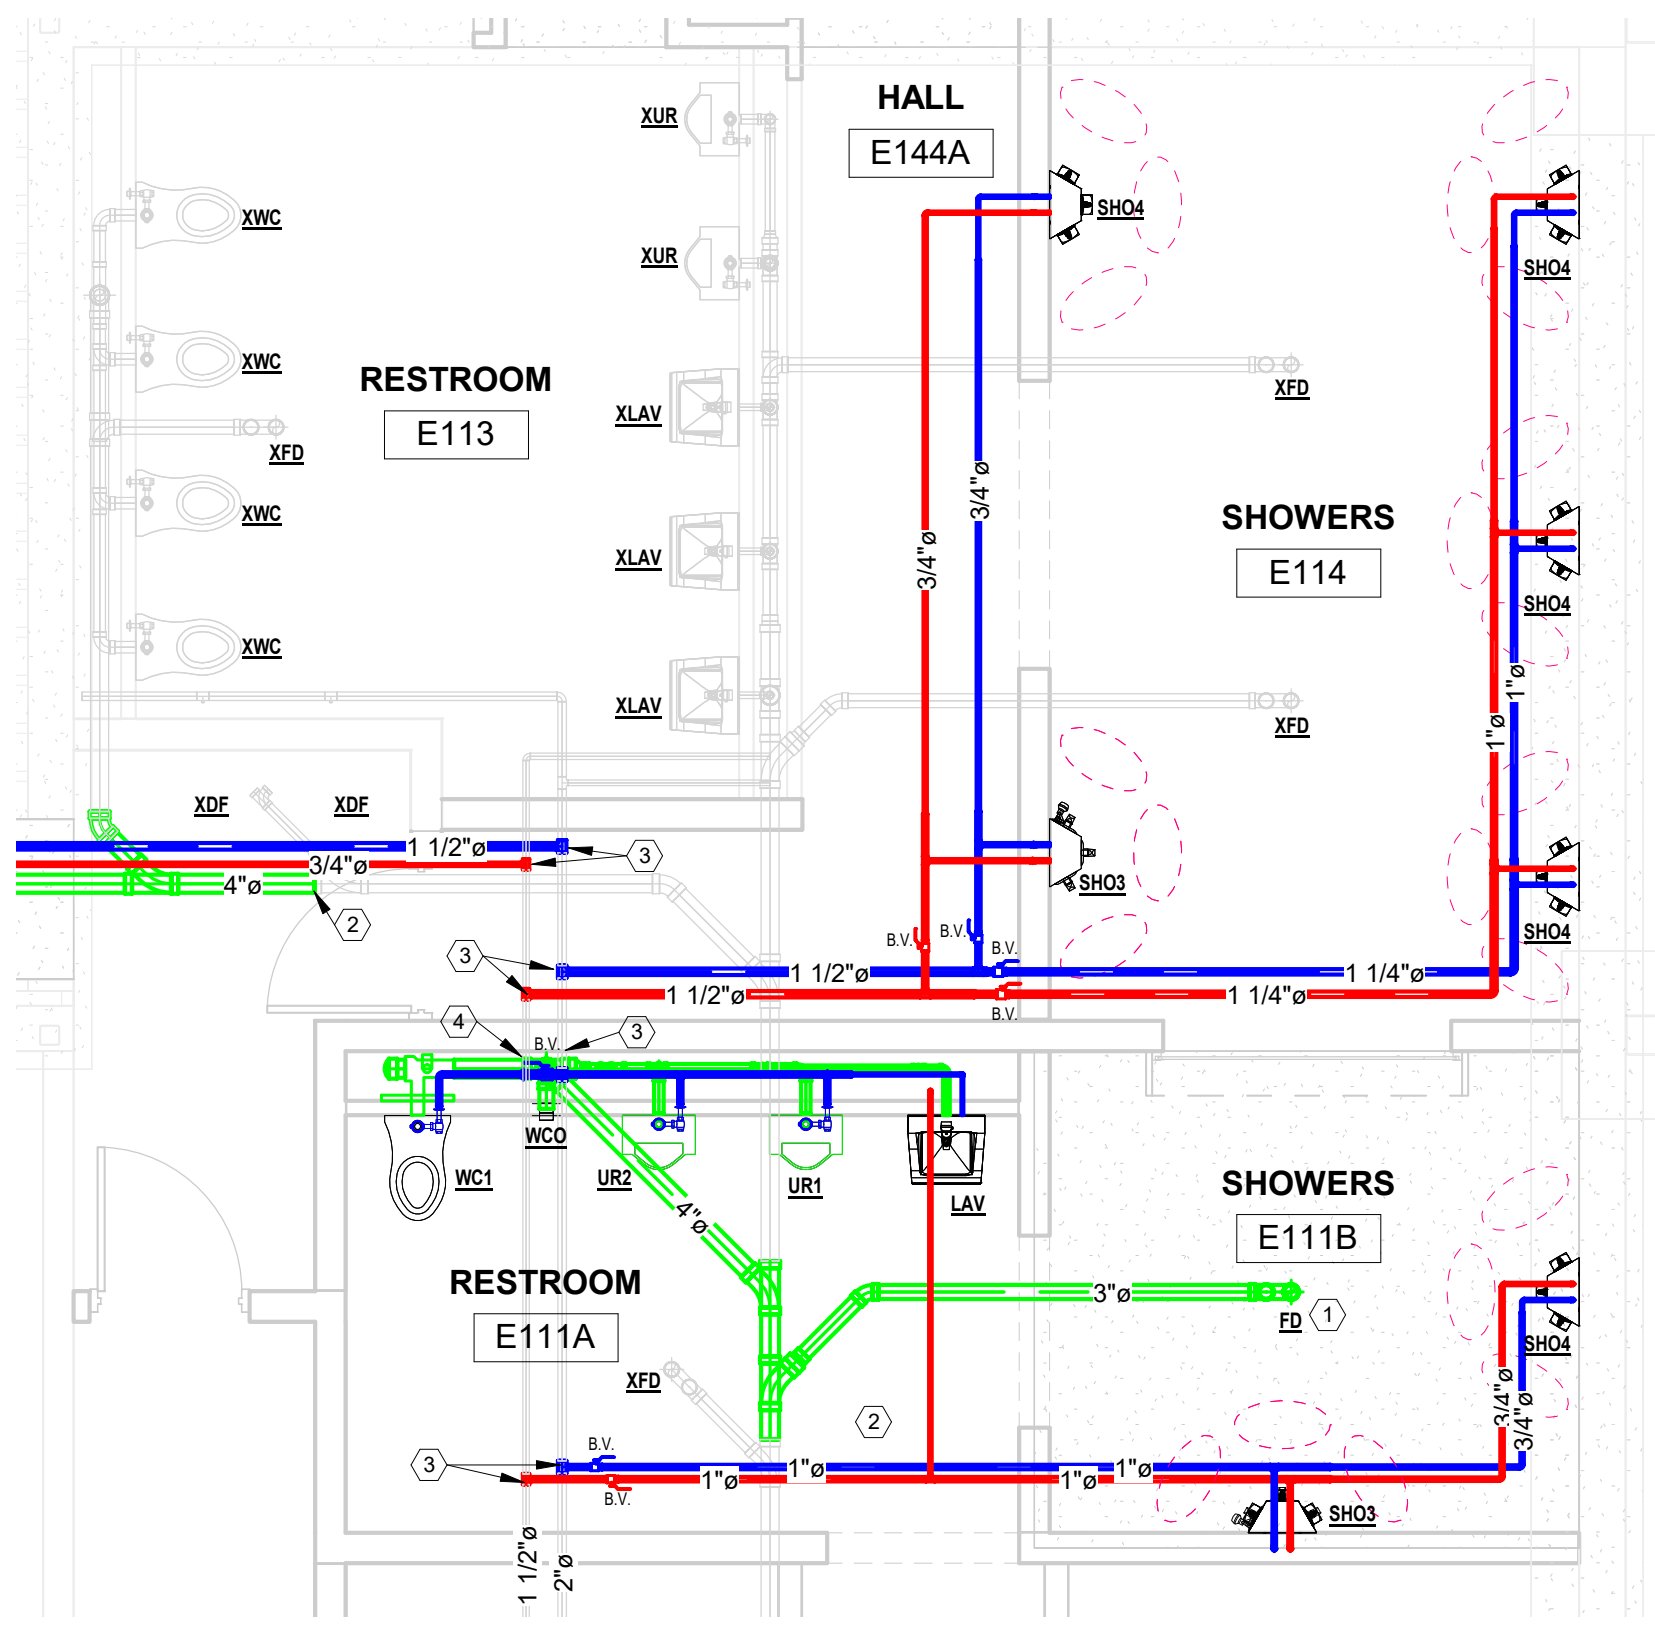 HALL
E144A
XUR
XUR
SHO4
SHO4
XWC
XWC
XWC
XWC
XFD
RESTROOM
E113
XLAV
XLAV
XLAV
XFD
XFD
3/4"ø
3/4"ø
SHOWERS
E114
SHO4
1"ø
1"ø
XDF
XDF
1 1/2"ø
3/4"ø
4"ø
3
2
SHO3
SHO4
B.V.
B.V.
B.V.
3
1 1/2"ø
1 1/4"ø
1 1/2"ø
1 1/4"ø
B.V.
4
B.V.
3
WC1
WCO
UR2
UR1
LAV
4"ø
SHOWERS
E111B
RESTROOM
E111A
3"ø
FD
1
SHO4
XFD
2
3/4"ø
3/4"ø
3
B.V.
1"ø
1"ø
1"ø
1"ø
B.V.
SHO3
1 1/2"ø
2"ø